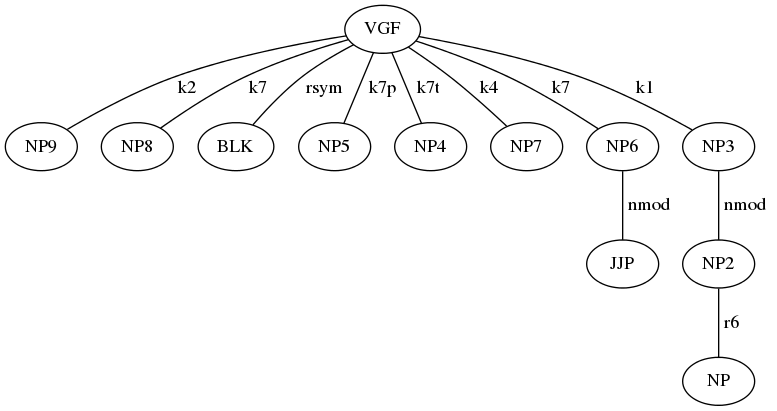 VGF
k2 k7 rsym k7p k7t k4 k7 k1
NP9 NP8 BLK NP5 NP4 NP7 NP6 NP3
nmod nmod
JJP NP2
r6
NP